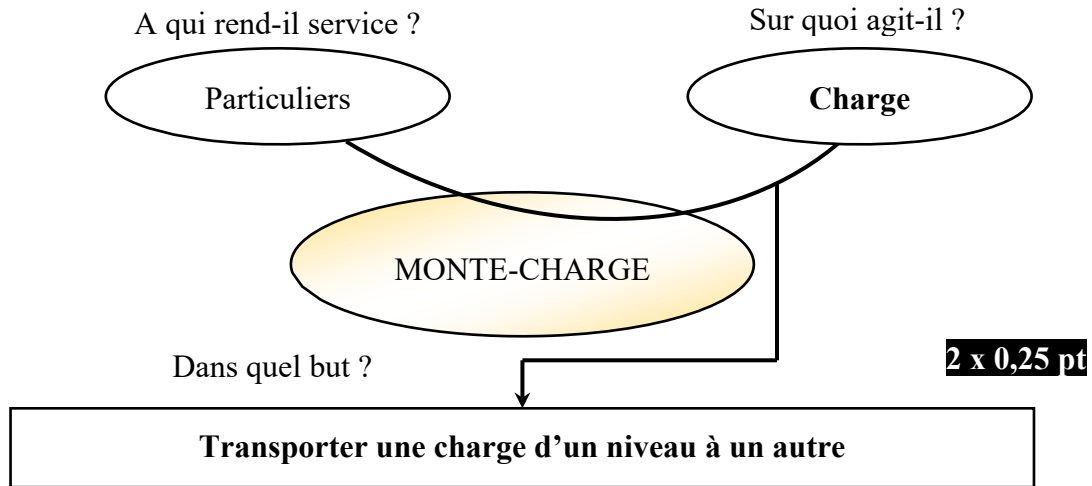 A qui rend-il service ?
Sur quoi agit-il ?
Particuliers
Charge
MONTE-CHARGE
Dans quel but ?
2 x 0,25 pt
Transporter une charge d’un niveau à un autre